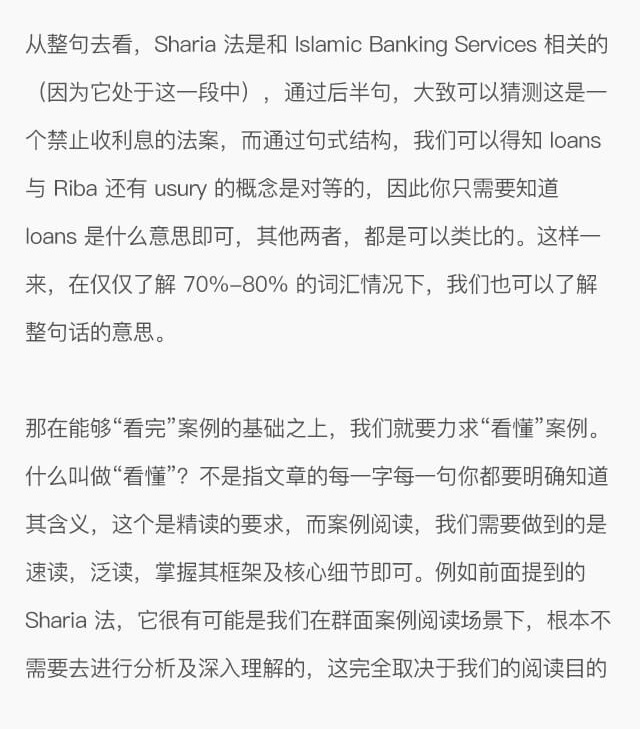 从整句去看，Sharia 法是和 Islamic Banking Services 相关的
（因为它处于这一段中），通过后半句，大致可以猜测这是一
个禁止收利息的法案，而通过句式结构，我们可以得知 loans
与 Riba 还有 usury 的概念是对等的，因此你只需要知道
loans 是什么意思即可，其他两者，都是可以类比的。这样一
来，在仅仅了解 70%-80% 的词汇情况下，我们也可以了解
整句话的意思。
那在能够“看完”案例的基础之上，我们就要力求“看懂”案例。
什么叫做“看懂”？不是指文章的每一字每一句你都要明确知道
其含义，这个是精读的要求，而案例阅读，我们需要做到的是
速读，泛读，掌握其框架及核心细节即可。例如前面提到的
Sharia 法，它很有可能是我们在群面案例阅读场景下，根本不
需要去进行分析及深入理解的，这完全取决于我们的阅读目的